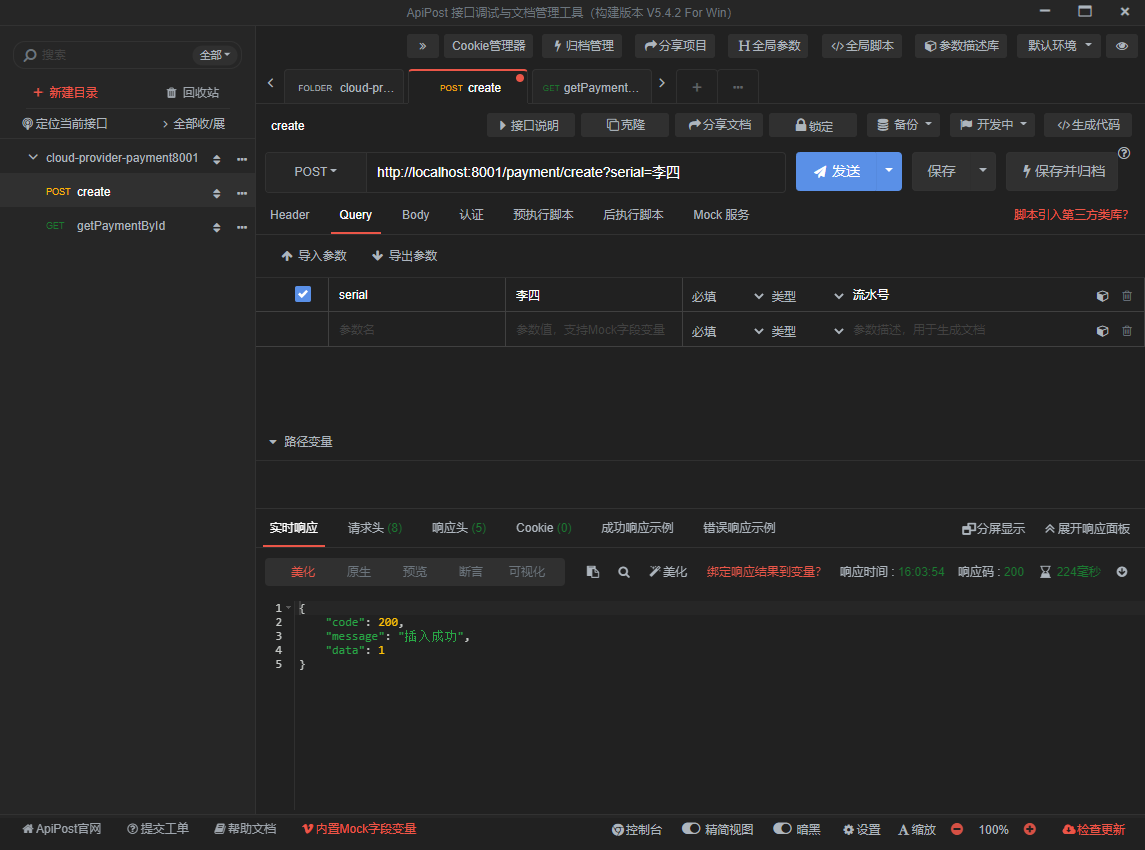 ApiPost 接口调试与文档管理工具（构建版本 V5.4.2 For Win）
搜索 全部
» Cookie管理器 归档管理 分享项目 全局参数 全局脚本 参数描述库 默认环境
新建目录 回收站
定位当前接口 全部收/展
FOLDER cloud-pr... POST create GET getPayment... + ...
cloud-provider-payment8001
POST create
GET getPaymentById
create 接口说明 克隆 分享文档 锁定 备份 开发中 生成代码
POST http://localhost:8001/payment/create?serial=李四 发送 保存 保存并归档
Header Query Body 认证 预执行脚本 后执行脚本 Mock 服务 脚本引入第三方类库?
导入参数 导出参数
serial 李四 必填 类型 流水号
参数名 参数值，支持Mock字段变量 必填 类型 参数描述，用于生成文档
路径变量
实时响应 请求头 (8) 响应头 (5) Cookie (0) 成功响应示例 错误响应示例 分屏显示 展开响应面板
美化 原生 预览 断言 可视化 美化 绑定响应结果到变量? 响应时间 : 16:03:54 响应码 : 200 224毫秒
1 {
2 "code": 200,
3 "message": "插入成功",
4 "data": 1
5 }
ApiPost官网 提交工单 帮助文档 内置Mock字段变量 控制台 精简视图 暗黑 设置 缩放 100% 检查更新